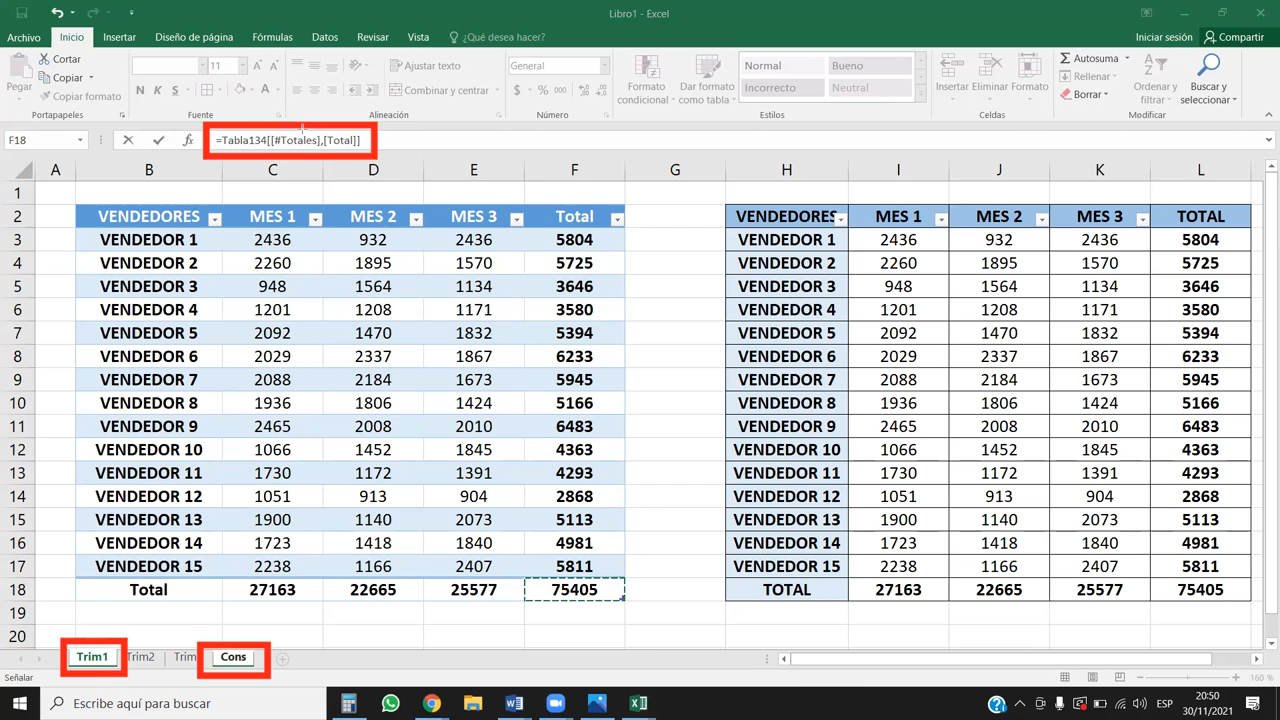 Libro1 - Excel
Archivo Inicio Insertar Diseño de página Fórmulas Datos Revisar Vista ¿Qué desea hacer? Iniciar sesión Compartir
Pegar
Cortar
Copiar
Copiar formato
Portapapeles
11
N K S
Fuente
Ajustar texto
Combinar y centrar
Alineación
General
$ % 000
Número
Formato condicional
Dar formato como tabla
Normal Bueno
Incorrecto Neutral
Estilos
Insertar Eliminar Formato
Celdas
Autosuma
Rellenar
Borrar
Ordenar y filtrar
Buscar y seleccionar
Modificar
F18 fx =Tabla134[[#Totales],[Total]]
A B C D E F G H I J K L
1
2 VENDEDORES MES 1 MES 2 MES 3 Total VENDEDORES MES 1 MES 2 MES 3 TOTAL
3 VENDEDOR 1 2436 932 2436 5804 VENDEDOR 1 2436 932 2436 5804
4 VENDEDOR 2 2260 1895 1570 5725 VENDEDOR 2 2260 1895 1570 5725
5 VENDEDOR 3 948 1564 1134 3646 VENDEDOR 3 948 1564 1134 3646
6 VENDEDOR 4 1201 1208 1171 3580 VENDEDOR 4 1201 1208 1171 3580
7 VENDEDOR 5 2092 1470 1832 5394 VENDEDOR 5 2092 1470 1832 5394
8 VENDEDOR 6 2029 2337 1867 6233 VENDEDOR 6 2029 2337 1867 6233
9 VENDEDOR 7 2088 2184 1673 5945 VENDEDOR 7 2088 2184 1673 5945
10 VENDEDOR 8 1936 1806 1424 5166 VENDEDOR 8 1936 1806 1424 5166
11 VENDEDOR 9 2465 2008 2010 6483 VENDEDOR 9 2465 2008 2010 6483
12 VENDEDOR 10 1066 1452 1845 4363 VENDEDOR 10 1066 1452 1845 4363
13 VENDEDOR 11 1730 1172 1391 4293 VENDEDOR 11 1730 1172 1391 4293
14 VENDEDOR 12 1051 913 904 2868 VENDEDOR 12 1051 913 904 2868
15 VENDEDOR 13 1900 1140 2073 5113 VENDEDOR 13 1900 1140 2073 5113
16 VENDEDOR 14 1723 1418 1840 4981 VENDEDOR 14 1723 1418 1840 4981
17 VENDEDOR 15 2238 1166 2407 5811 VENDEDOR 15 2238 1166 2407 5811
18 Total 27163 22665 25577 75405 TOTAL 27163 22665 25577 75405
19
20
Trim1 Trim2 Trim Cons
Señalar 160 %
Escribe aquí para buscar ESP 20:50
30/11/2021